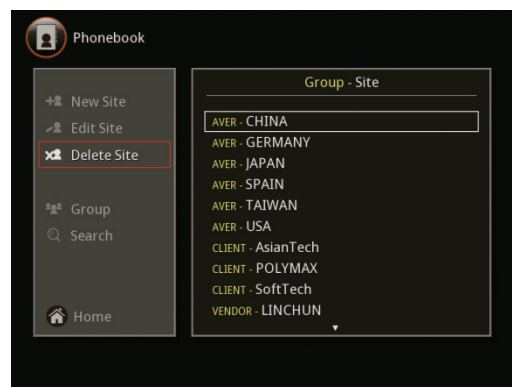 Phonebook
New Site
Edit Site
Delete Site
Group
Search
Home
Group - Site
AVER - CHINA
AVER - GERMANY
AVER - JAPAN
AVER - SPAIN
AVER - TAIWAN
AVER - USA
CLIENT - AsianTech
CLIENT - POLYMAX
CLIENT - SoftTech
VENDOR - LINCHUN